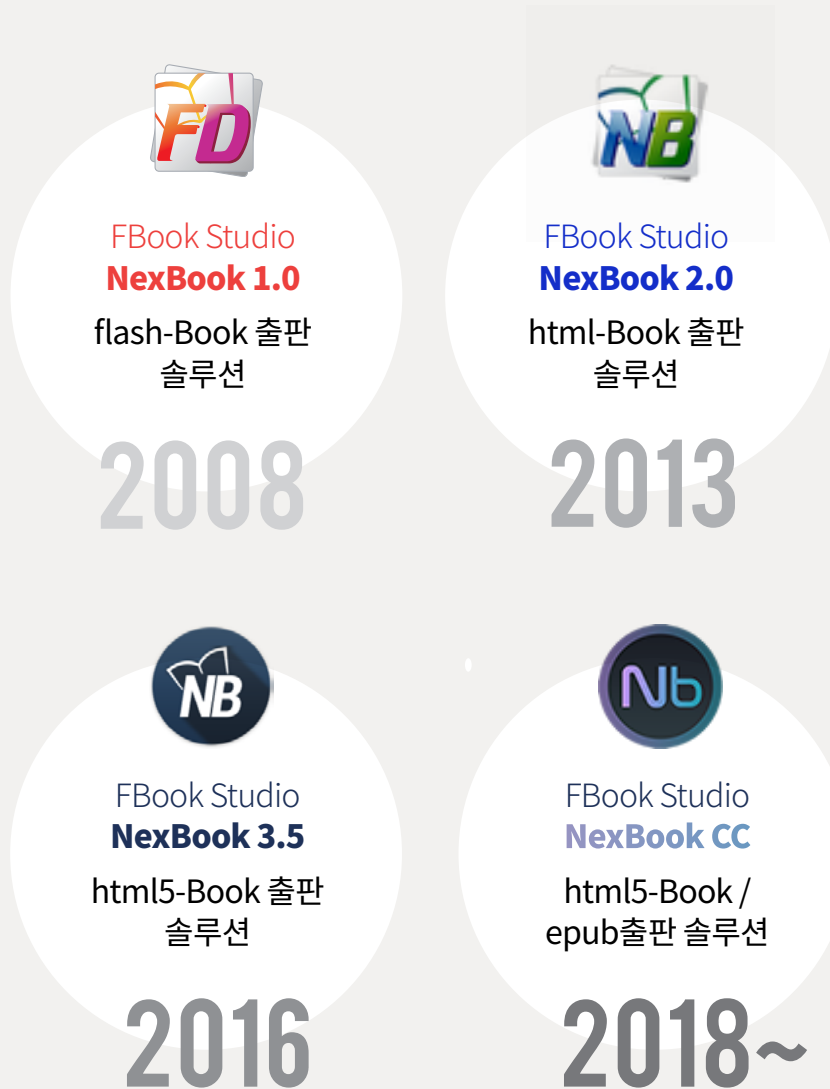 FD
FBook Studio
NexBook 1.0
flash-Book 출판
솔루션
2008
NB
FBook Studio
NexBook 2.0
html-Book 출판
솔루션
2013
NB
FBook Studio
NexBook 3.5
html5-Book 출판
솔루션
2016
Nb
FBook Studio
NexBook CC
html5-Book /
epub출판 솔루션
2018~